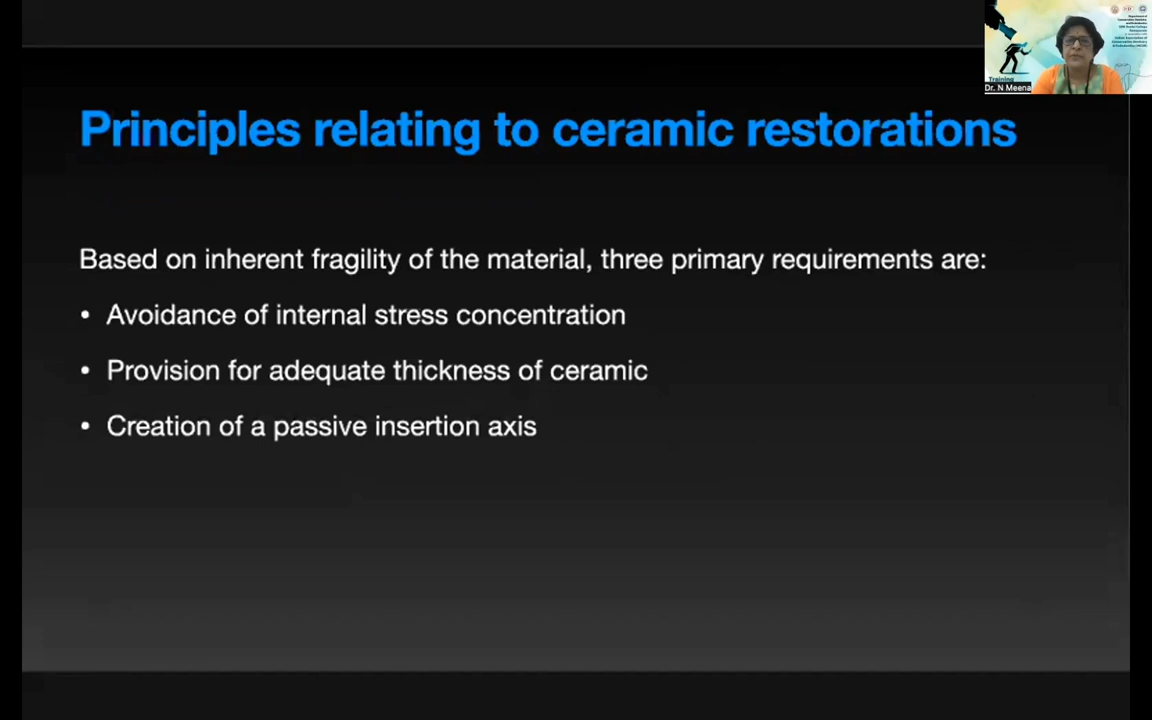 Principles relating to ceramic restorations
Based on inherent fragility of the material, three primary requirements are:
• Avoidance of internal stress concentration
• Provision for adequate thickness of ceramic
• Creation of a passive insertion axis
Training
Dr. N Meena